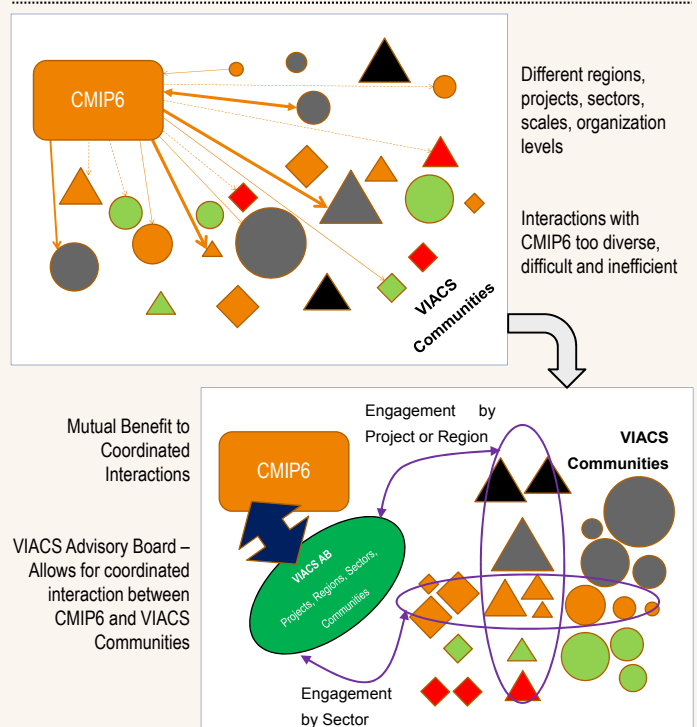 CMIP6
VIACS
Communities
Different regions,
projects, sectors,
scales, organization
levels
Interactions with
CMIP6 too diverse,
difficult and inefficient
Mutual Benefit to
Coordinated
Interactions
VIACS Advisory Board –
Allows for coordinated
interaction between
CMIP6 and VIACS
Communities
CMIP6
Engagement by
Project or Region
VIACS
Communities
VIACS AB
Projects, Regions, Sectors,
Communities
Engagement
by Sector